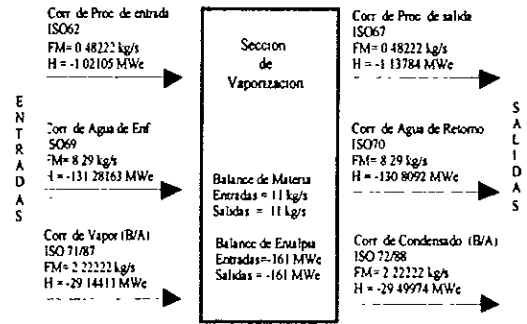 Corr de Proc de entrada
ISO62
FM= 0 48222 kg/s
H = -1 02105 MWe
Corr de Agua de Enf
ISO69
FM= 8 29 kg/s
H = -131 28163 MWe
Corr de Vapor (B/A)
ISO 71/87
FM= 2 22222 kg/s
H = -29 14411 MWe
ENTRADAS
Seccion
de
Vaporizacion
Balance de Materia
Entradas = 11 kg/s
Salidas = 11 kg/s
Balance de Entalpia
Entradas=-161 MWe
Salidas = -161 MWe
Corr de Proc de salida
ISO67
FM= 0 48222 kg/s
H = -1 13784 MWe
Corr de Agua de Retorno
ISO70
FM= 8 29 kg/s
H = -130 8092 MWe
Corr de Condensado (B/A)
ISO 72/88
FM= 2 22222 kg/s
H = -29 49974 MWe
SALIDAS